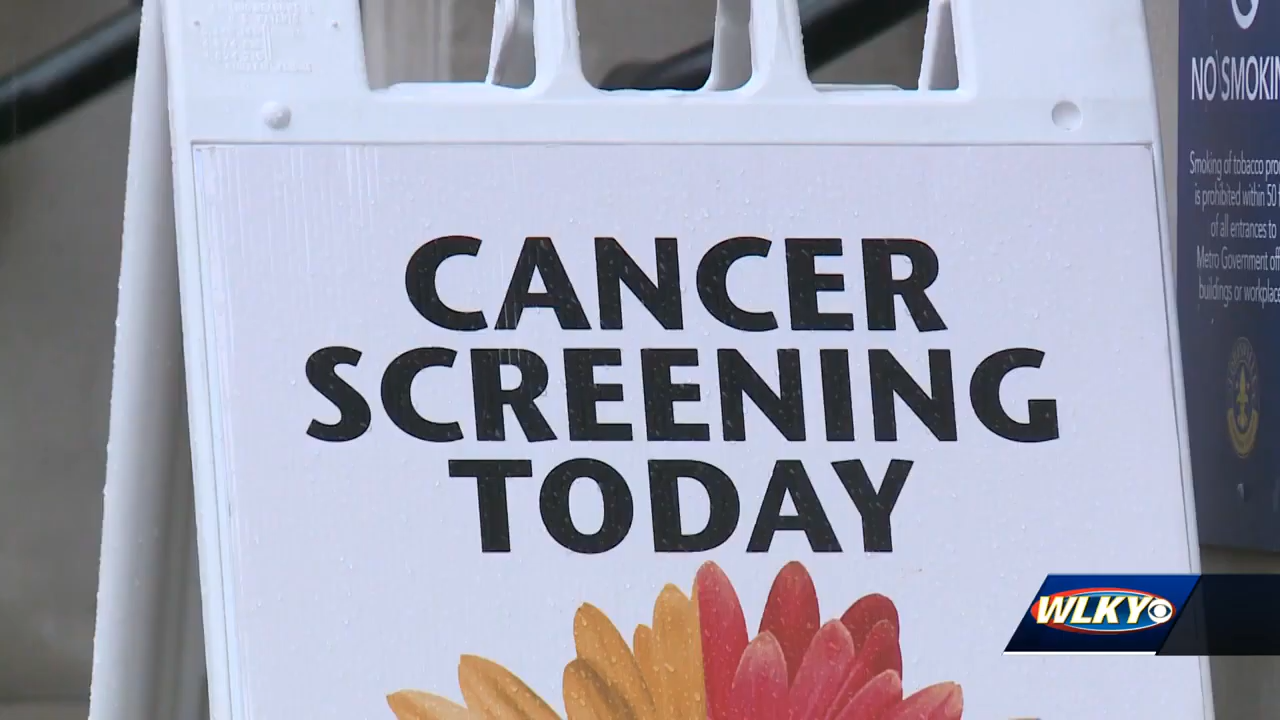 CANCER
SCREENING
TODAY
NO SMOKIN
Smoking of tobacco pro
is prohibited within 50
of all entrances to
Metro Government off
buildings or workplace
WLKY